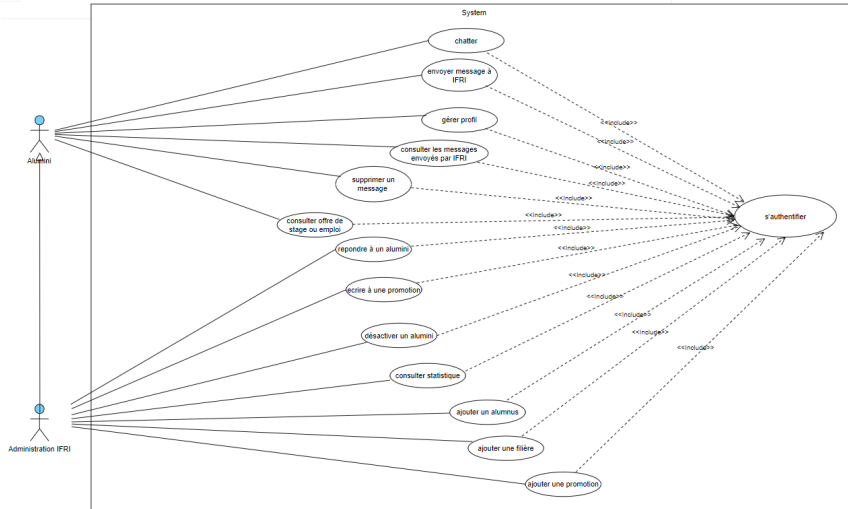 System
chatter
envoyer message à
IFRI
<<Include>>
gérer profil
<<Include>>
Alumini
consulter les messages
envoyés par IFRI
<<Include>>
supprimer un
message
<<Include>>
<<Include>>
consulter offre de
stage ou emploi
<<Include>>
s'authentifier
<<Include>>
repondre à un alumini
<<Include>>
ecrire à une promotion
<<Include>>
<<Include>>
désactiver un alumini
<<Include>>
<<Include>>
consulter statistique
<<Include>>
ajouter un alumnus
Administration IFRI
ajouter une filière
ajouter une promotion